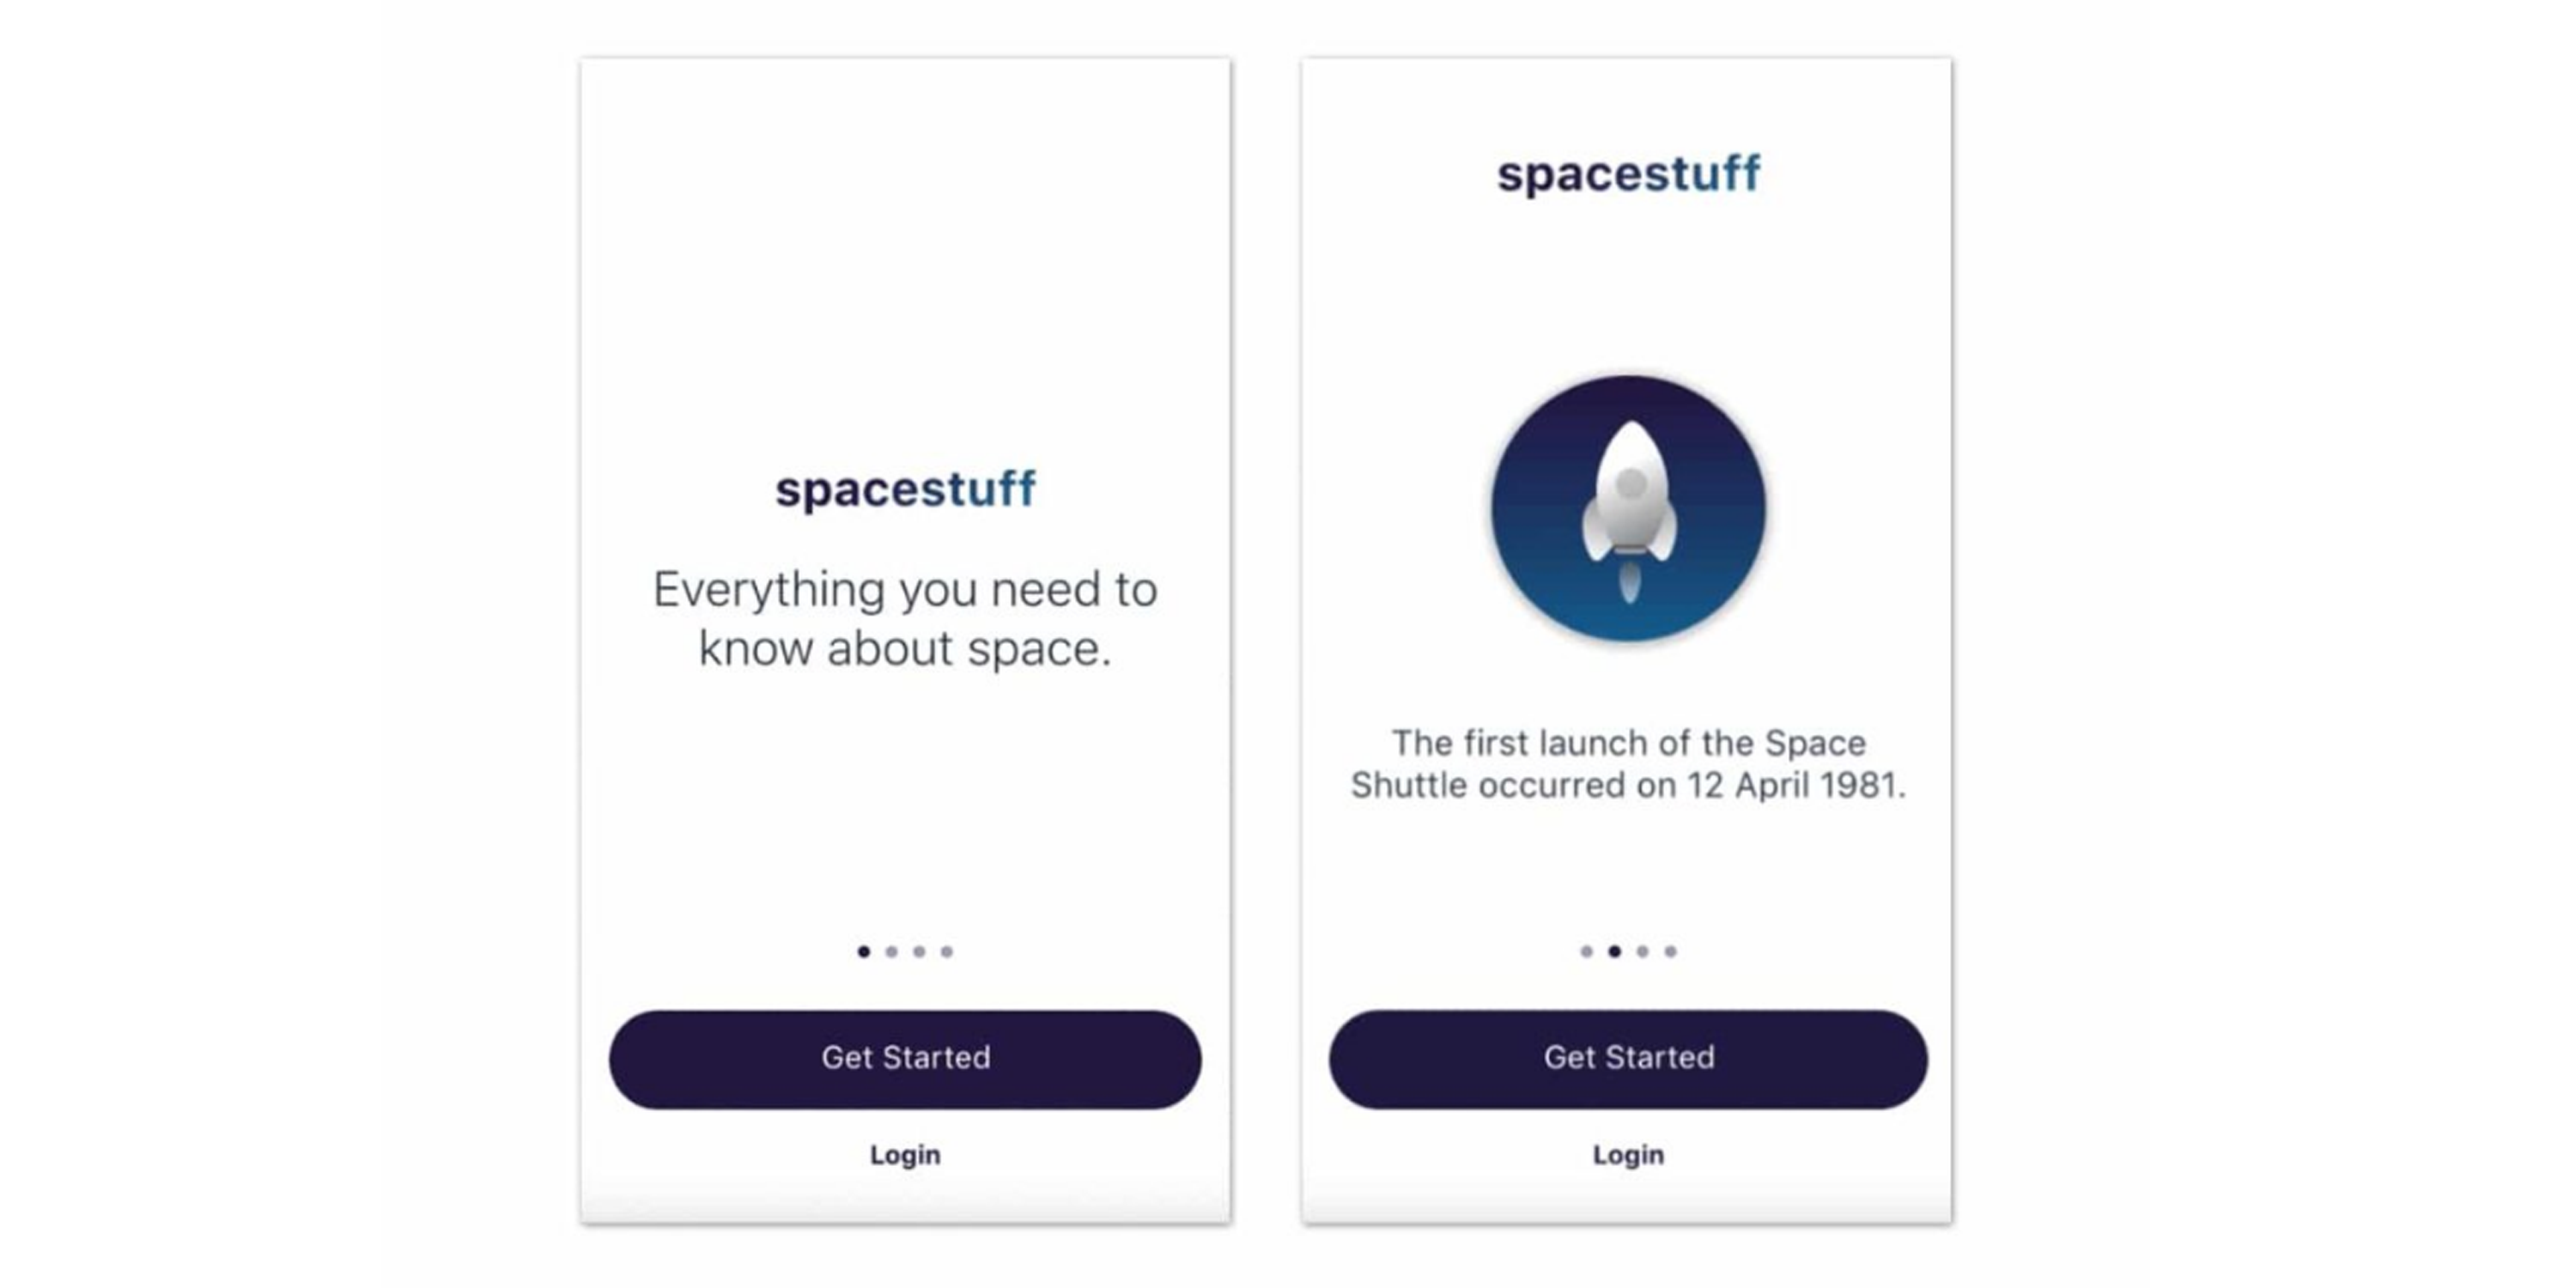 spacestuff
Everything you need to
know about space.
Get Started
Login
spacestuff
The first launch of the Space
Shuttle occurred on 12 April 1981.
Get Started
Login